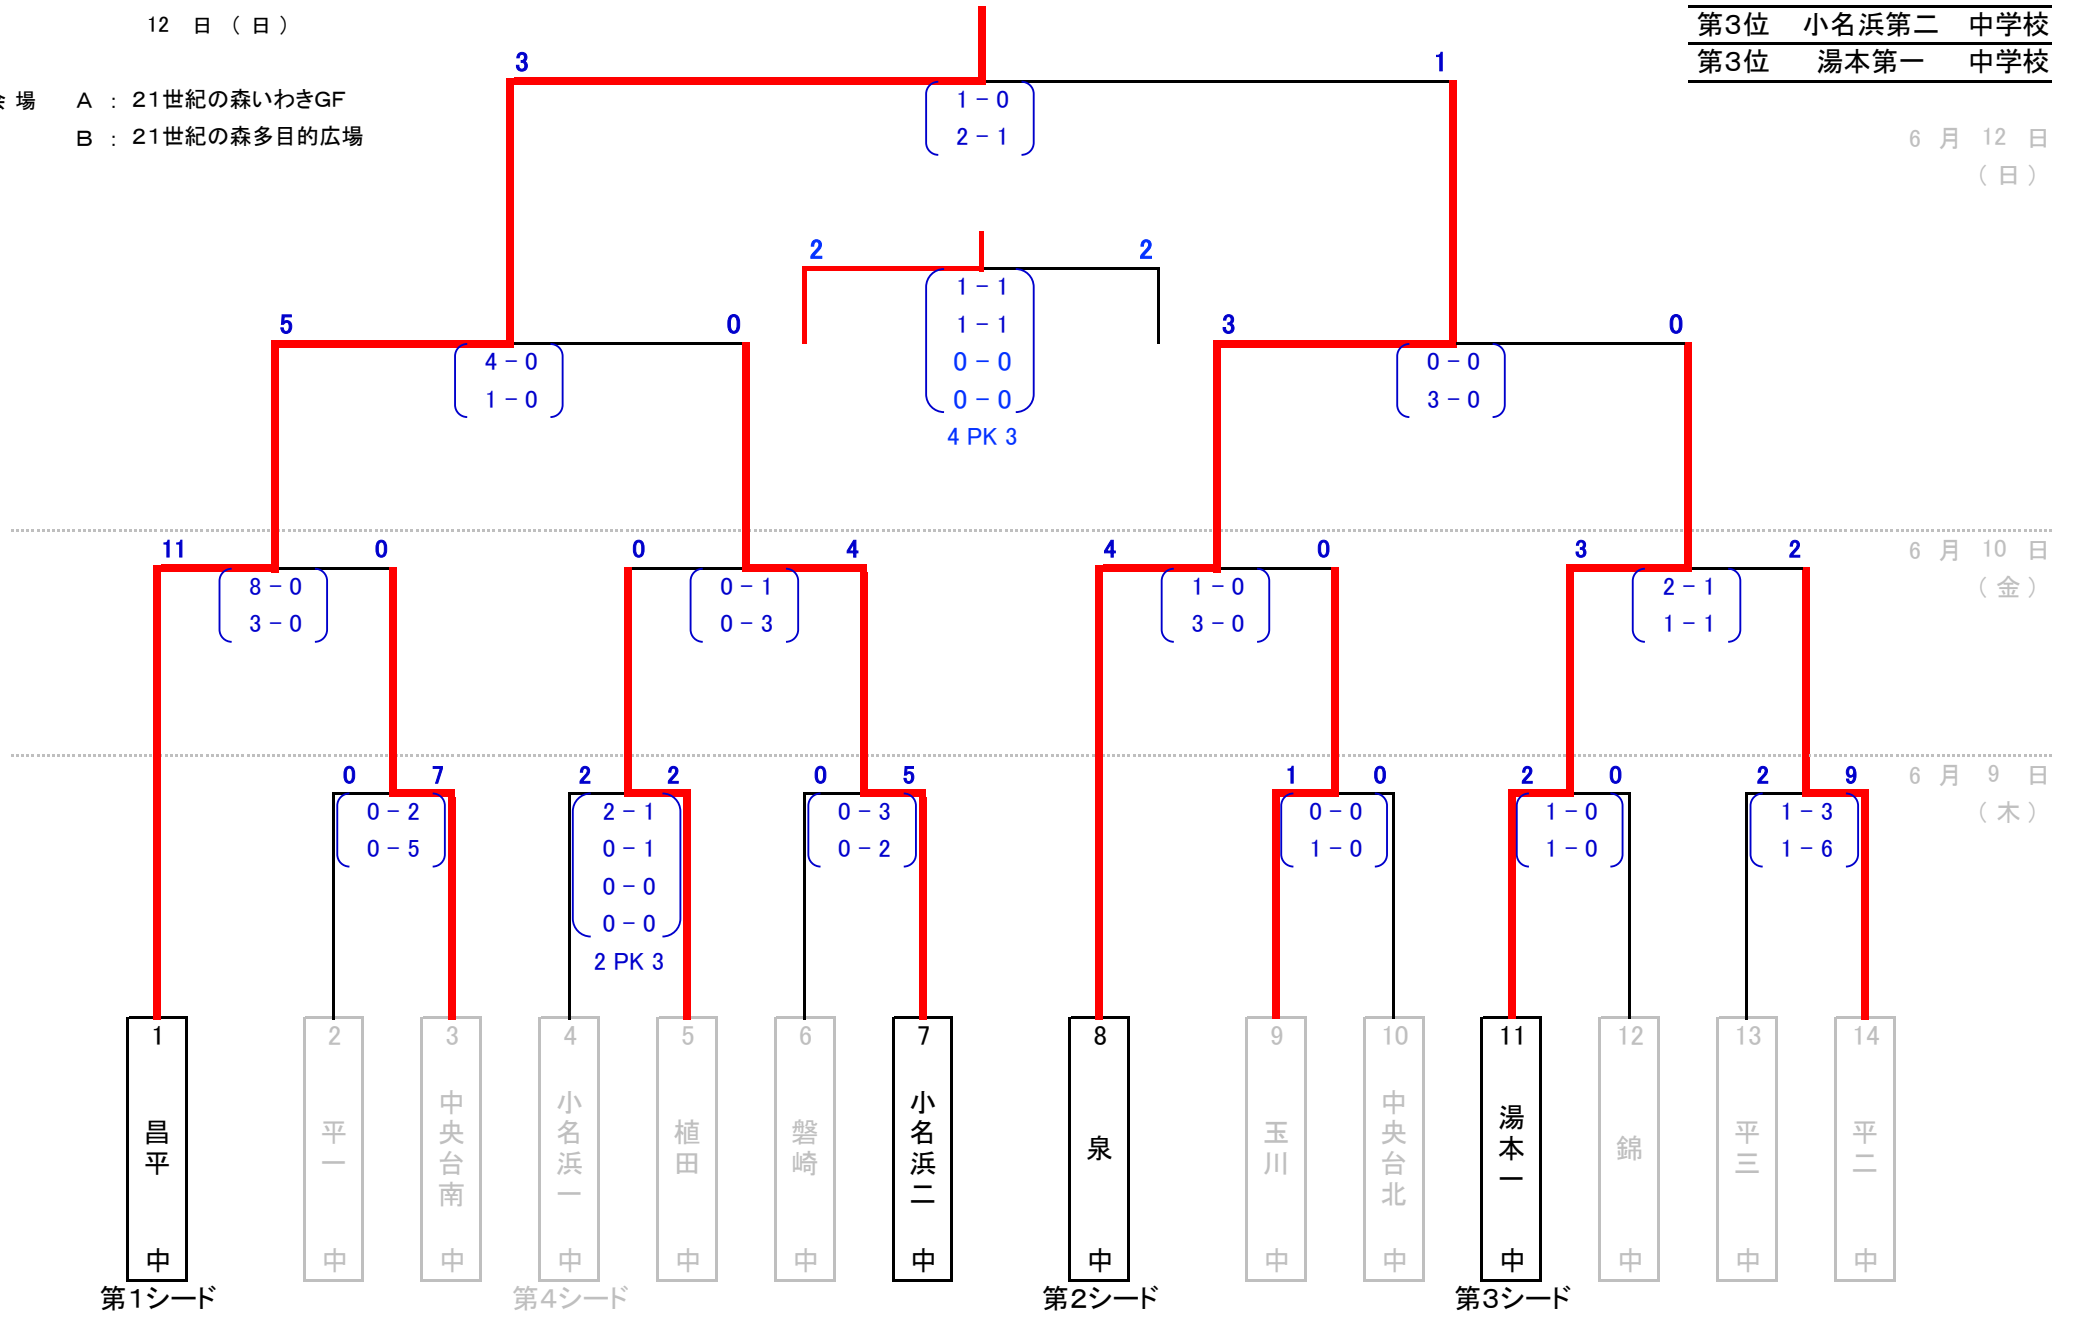 12 日 ( 日 )
第3位 小名浜第二 中学校
第3位 湯本第一 中学校
会 場 A : 21世紀の森いわきGF
B : 21世紀の森多目的広場
6 月 12 日
( 日 )
3 1
1 - 0
2 - 1
2 2
1 - 1
1 - 1
0 - 0
0 - 0
4 PK 3
5 0
4 - 0
1 - 0
3 0
0 - 0
3 - 0
6 月 10 日
( 金 )
11 0
8 - 0
3 - 0
0 4
0 - 1
0 - 3
4 0
1 - 0
3 - 0
3 2
2 - 1
1 - 1
6 月 9 日
( 木 )
0 7
0 - 2
0 - 5
2 2
2 - 1
0 - 1
0 - 0
0 - 0
2 PK 3
0 5
0 - 3
0 - 2
1 0
0 - 0
1 - 0
2 0
1 - 0
1 - 0
2 9
1 - 3
1 - 6
1 昌平 中
2 平一 中
3 中央台南 中
4 小名浜一 中
5 植田 中
6 磐崎 中
7 小名浜二 中
8 泉 中
9 玉川 中
10 中央台北 中
11 湯本一 中
12 錦 中
13 平三 中
14 平二 中
第1シード 第4シード 第2シード 第3シード